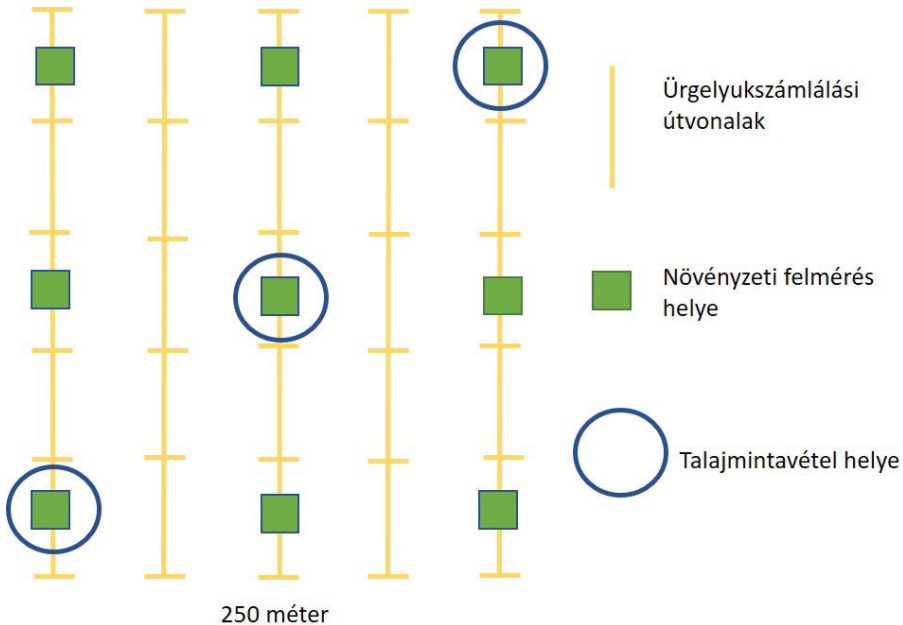 Ürgelyukszámlálási
útvonalak
Növényzeti felmérés
helye
Talajmintavétel helye
250 méter